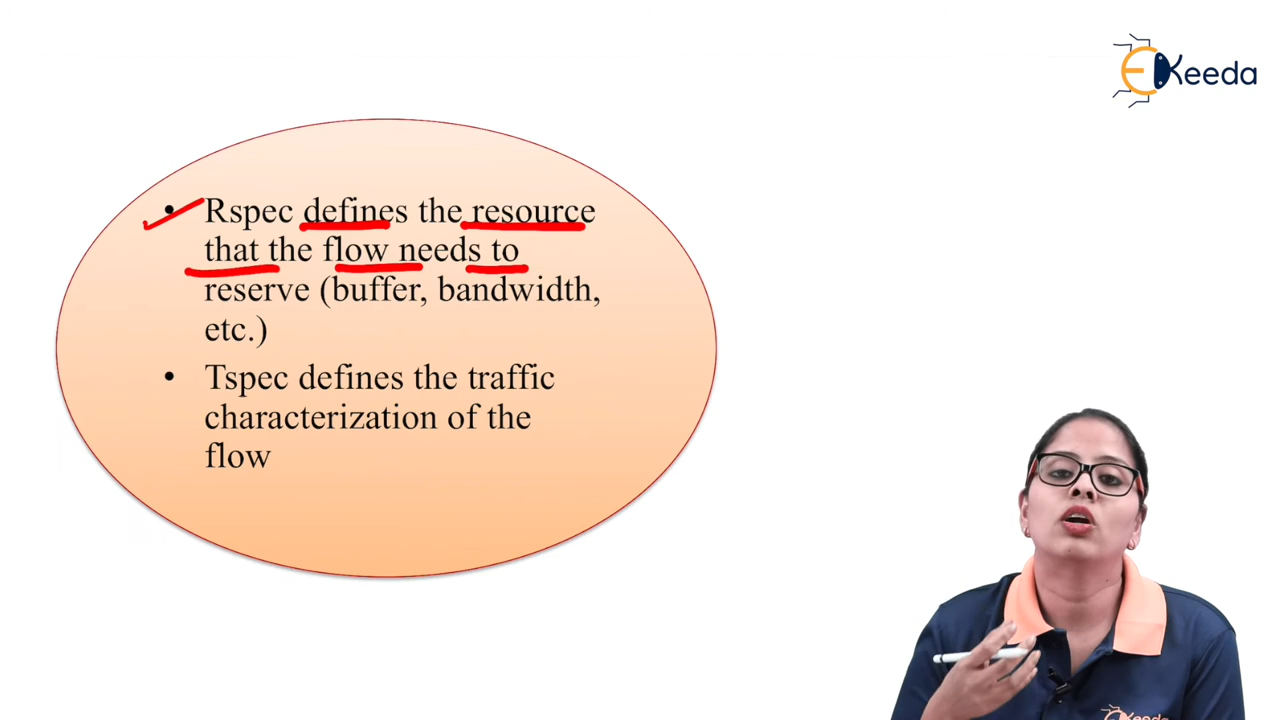 EKeeda
• Rspec defines the resource
that the flow needs to
reserve (buffer, bandwidth,
etc.)
• Tspec defines the traffic
characterization of the
flow
Keeda